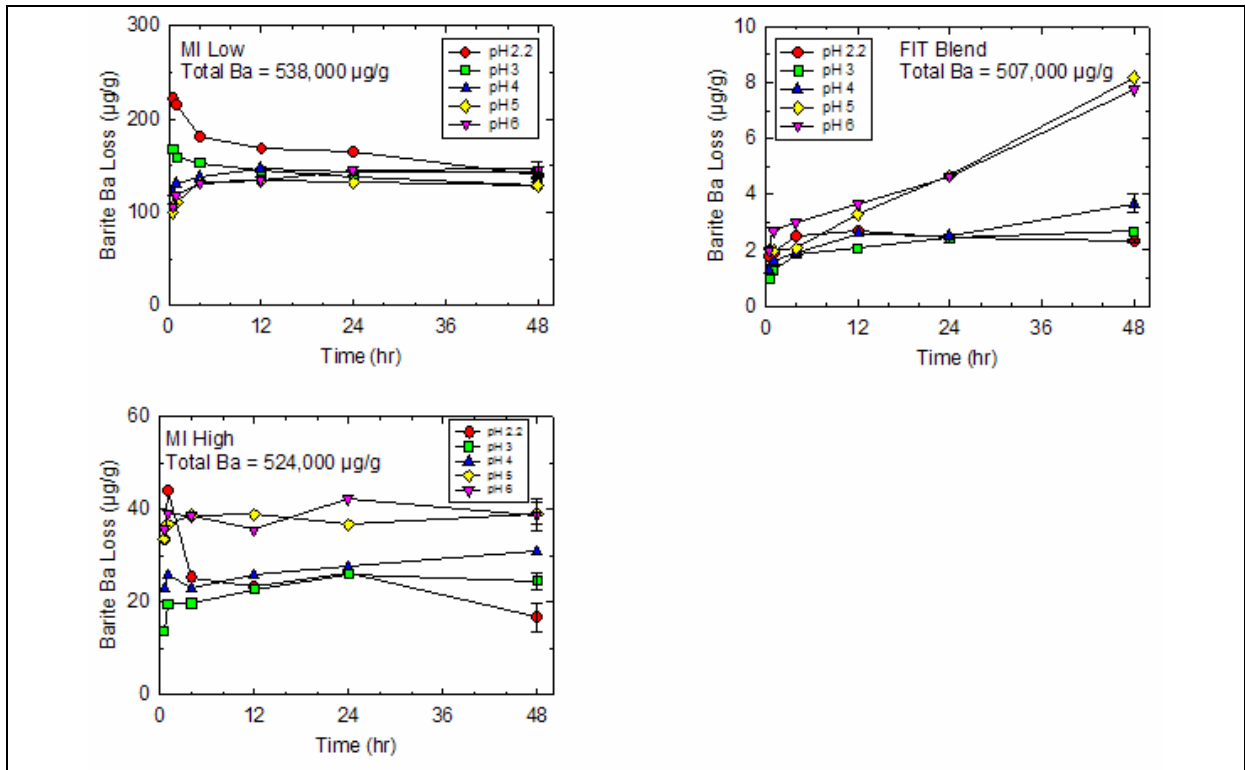 300
200
100
0
Barite Ba Loss (µg/g)
MI Low
Total Ba = 538,000 µg/g
pH 2.2
pH 3
pH 4
pH 5
pH 6
0 12 24 36 48
Time (hr)
10
8
6
4
2
0
Barite Ba Loss (µg/g)
pH 2.2
pH 3
pH 4
pH 5
pH 6
FIT Blend
Total Ba = 507,000 µg/g
0 12 24 36 48
Time (hr)
60
40
20
0
Barite Ba Loss (µg/g)
MI High
Total Ba = 524,000 µg/g
pH 2.2
pH 3
pH 4
pH 5
pH 6
0 12 24 36 48
Time (hr)